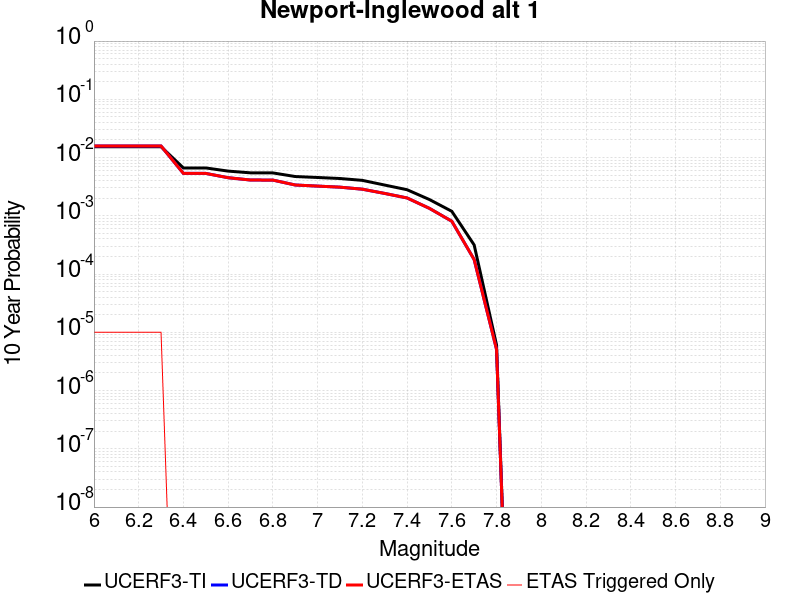 Newport-Inglewood alt 1
10^0
10^-1
10^-2
10^-3
10^-4
10^-5
10^-6
10^-7
10^-8
10 Year Probability
6 6.2 6.4 6.6 6.8 7 7.2 7.4 7.6 7.8 8 8.2 8.4 8.6 8.8 9
Magnitude
UCERF3-TI UCERF3-TD UCERF3-ETAS ETAS Triggered Only